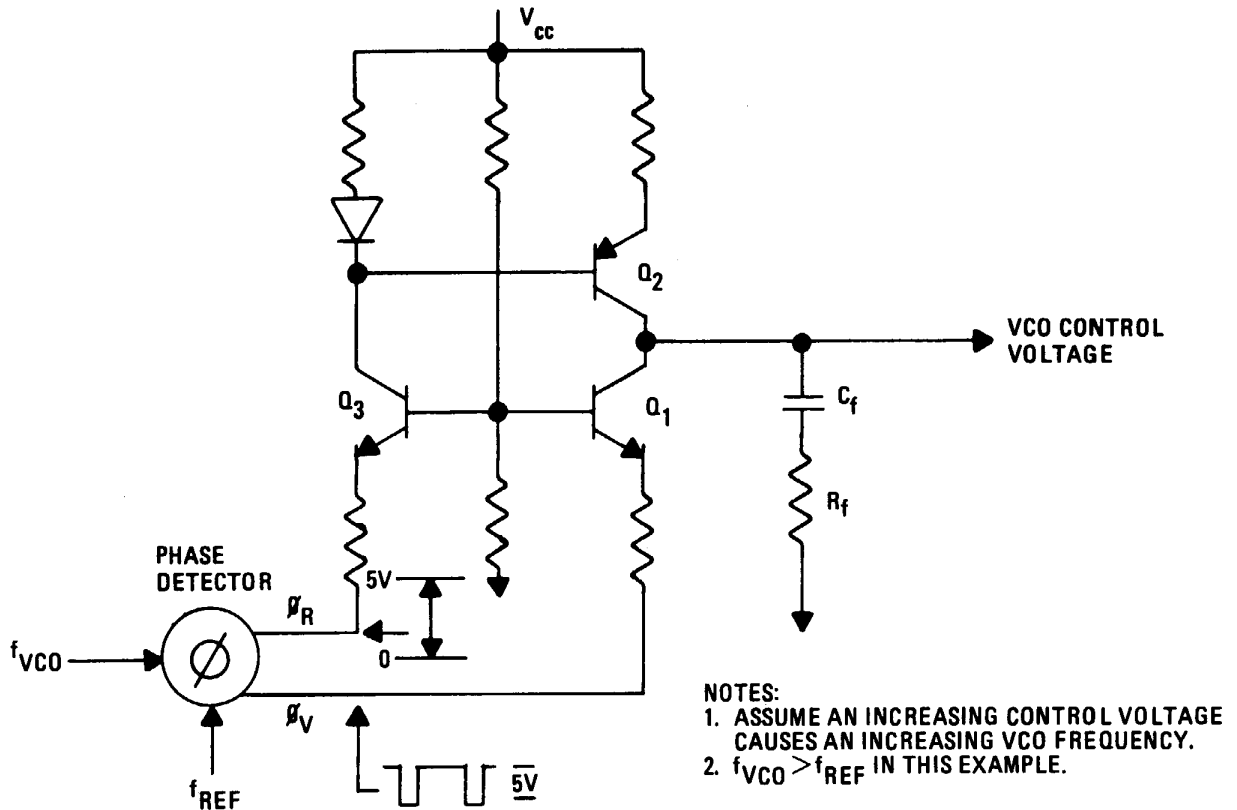 Vcc
Q2
VCO CONTROL
VOLTAGE
Q3
Q1
Cf
Rf
PHASE
DETECTOR
5V
ØR
fVCO
Ø
0
ØV
NOTES:
1. ASSUME AN INCREASING CONTROL VOLTAGE
CAUSES AN INCREASING VCO FREQUENCY.
2. fVCO > fREF IN THIS EXAMPLE.
5V
fREF